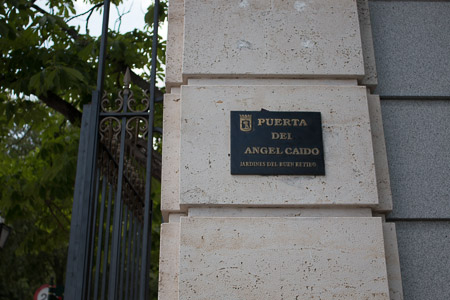 PUERTA
DEL
ANGEL CAIDO
JARDINES DEL BUEN RETIRO